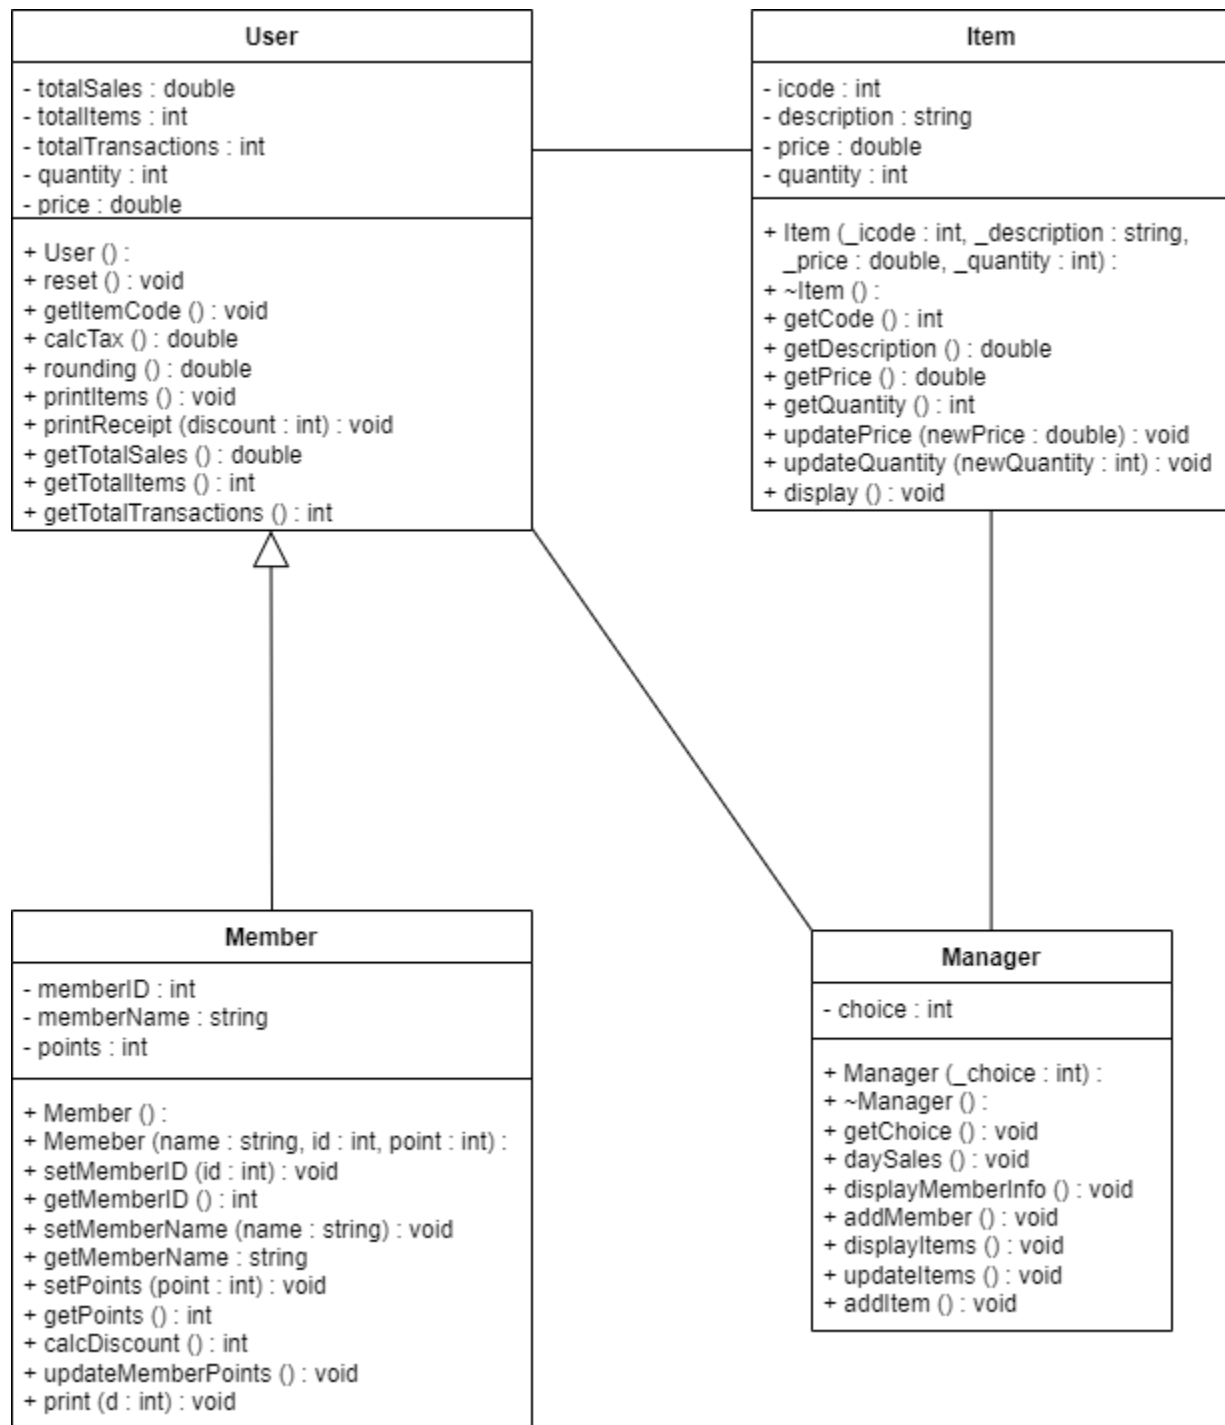 User
- totalSales : double
- totalItems : int
- totalTransactions : int
- quantity : int
- price : double
+ User () :
+ reset () : void
+ getItemCode () : void
+ calcTax () : double
+ rounding () : double
+ printItems () : void
+ printReceipt (discount : int) : void
+ getTotalSales () : double
+ getTotalItems () : int
+ getTotalTransactions () : int
Item
- icode : int
- description : string
- price : double
- quantity : int
+ Item (_icode : int, _description : string,
_price : double, _quantity : int) :
+ ~Item () :
+ getCode () : int
+ getDescription () : double
+ getPrice () : double
+ getQuantity () : int
+ updatePrice (newPrice : double) : void
+ updateQuantity (newQuantity : int) : void
+ display () : void
Member
- memberID : int
- memberName : string
- points : int
+ Member () :
+ Memeber (name : string, id : int, point : int) :
+ setMemberID (id : int) : void
+ getMemberID () : int
+ setMemberName (name : string) : void
+ getMemberName : string
+ setPoints (point : int) : void
+ getPoints () : int
+ calcDiscount () : int
+ updateMemberPoints () : void
+ print (d : int) : void
Manager
- choice : int
+ Manager (_choice : int) :
+ ~Manager () :
+ getChoice () : void
+ daySales () : void
+ displayMemberInfo () : void
+ addMember () : void
+ displayItems () : void
+ updateItems () : void
+ addItem () : void